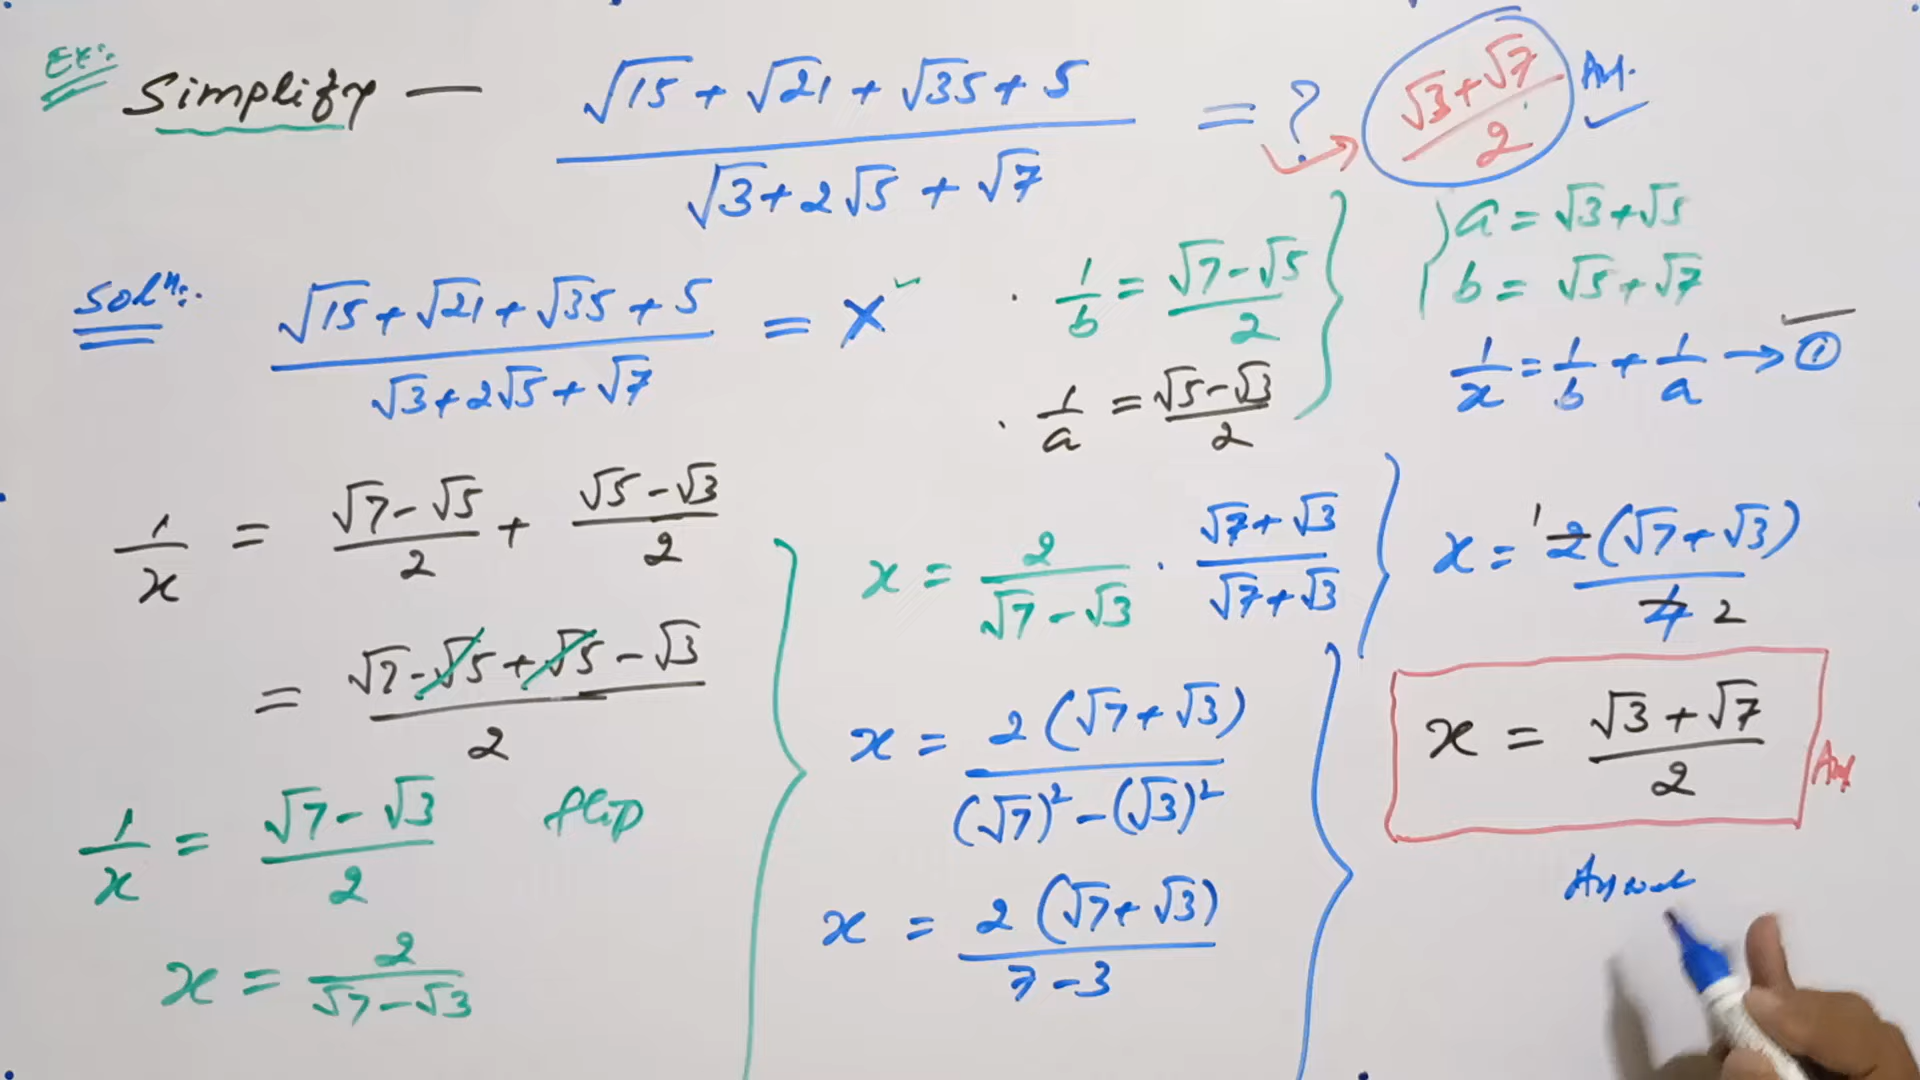 Ex:
Simplify — (√15 + √21 + √35 + 5) / (√3 + 2√5 + √7) = ? (√3 + √7) / 2 Ans.
a = √3 + √5
b = √5 + √7
1/x = 1/b + 1/a → ①
Solⁿ:.
(√15 + √21 + √35 + 5) / (√3 + 2√5 + √7) = x
. 1/b = (√7 - √5) / 2
. 1/a = (√5 - √3) / 2
1/x = (√7 - √5) / 2 + (√5 - √3) / 2
= (√7 - √5 + √5 - √3) / 2
1/x = (√7 - √3) / 2 flip
x = 2 / (√7 - √3)
x = 2 / (√7 - √3) · (√7 + √3) / (√7 + √3)
x = 2(√7 + √3) / ((√7)² - (√3)²)
x = 2(√7 + √3) / (7 - 3)
x = 1 2(√7 + √3) / 4 2
x = (√3 + √7) / 2 Ans
Answer